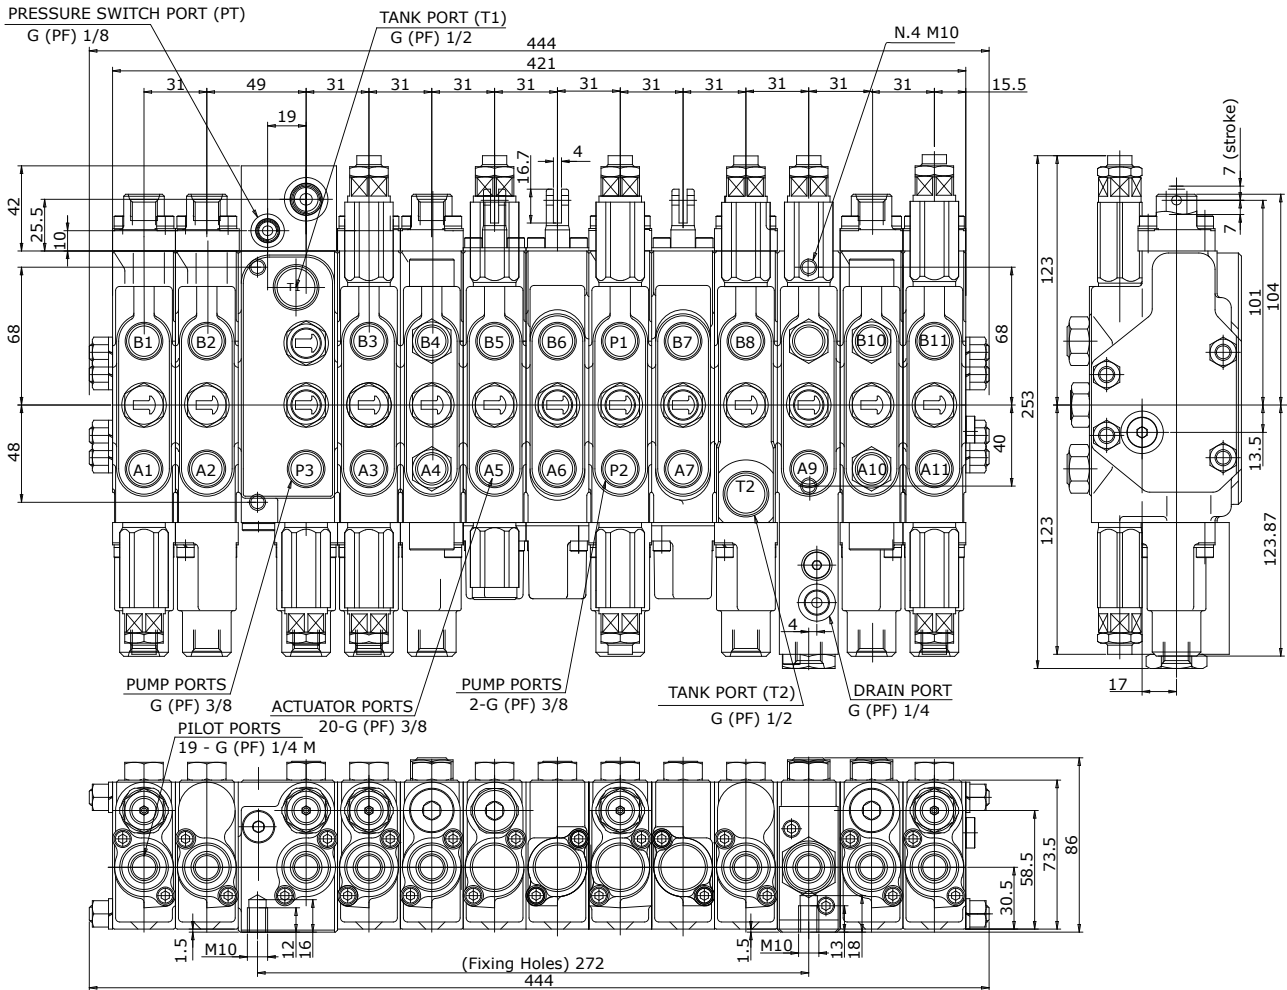 PRESSURE SWITCH PORT (PT)
G (PF) 1/8
TANK PORT (T1)
G (PF) 1/2
N.4 M10
444
421
31
49
31
31
31
31
31
31
31
31
31
15.5
19
16.7
4
7 (stroke)
42
25.5
10
68
48
7
123
101
104
68
253
40
13.5
123
123.87
T1
B1
B2
B3
B4
B5
B6
P1
B7
B8
B10
B11
A1
A2
P3
A3
A4
A5
A6
P2
A7
T2
A9
A10
A11
4
17
PUMP PORTS
G (PF) 3/8
ACTUATOR PORTS
20-G (PF) 3/8
PUMP PORTS
2-G (PF) 3/8
TANK PORT (T2)
G (PF) 1/2
DRAIN PORT
G (PF) 1/4
PILOT PORTS
19 - G (PF) 1/4 M
30.5
58.5
73.5
86
1.5
M10
12
16
1.5
M10
13
18
(Fixing Holes) 272
444